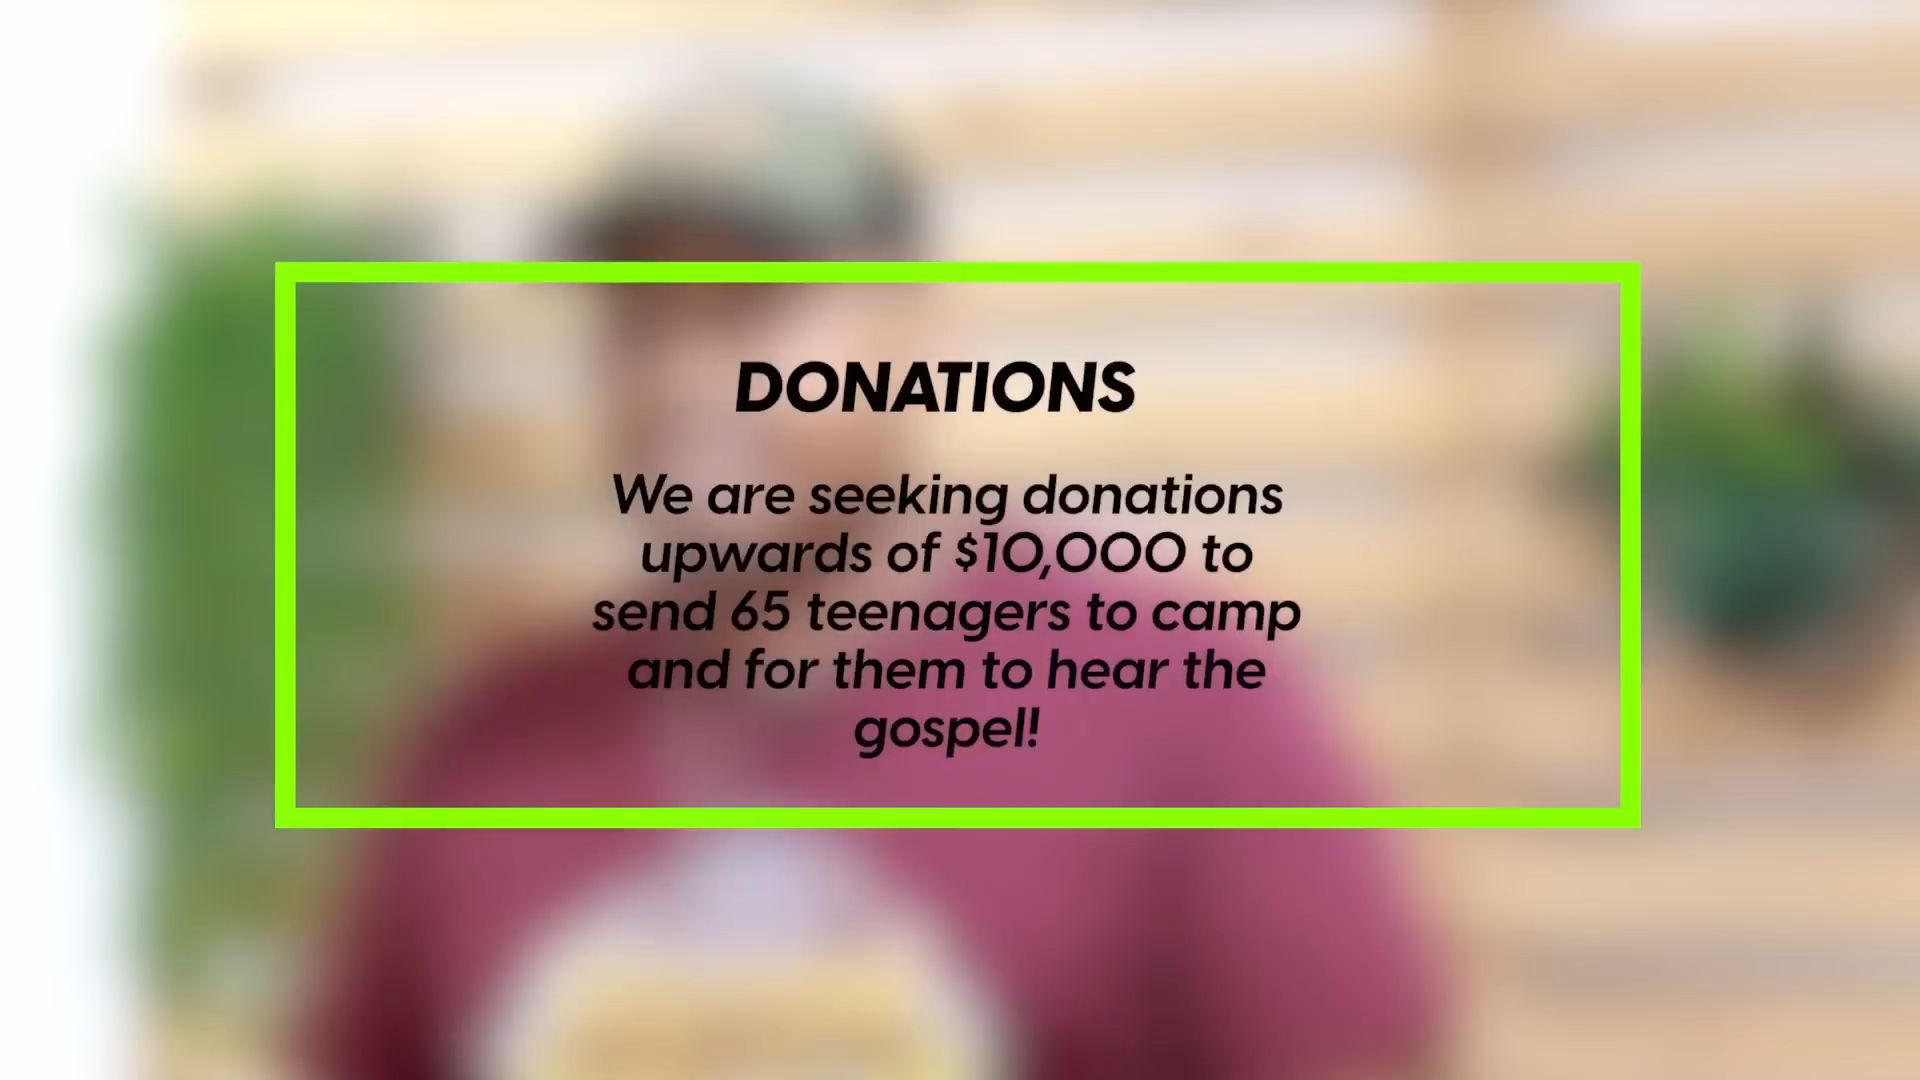 DONATIONS
We are seeking donations
upwards of $10,000 to
send 65 teenagers to camp
and for them to hear the
gospel!